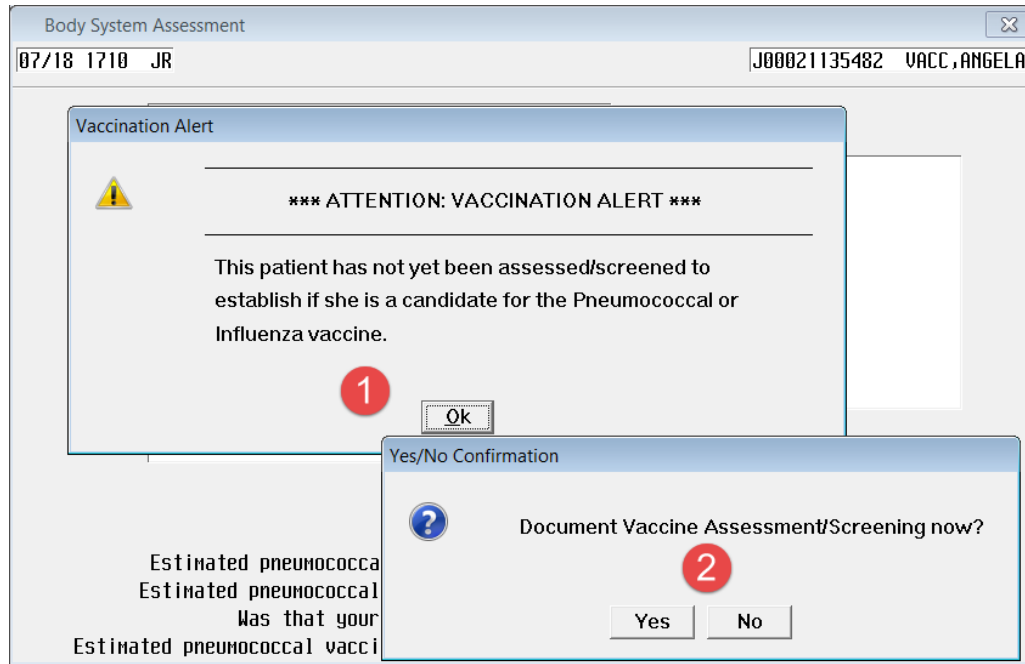 Body System Assessment
07/18 1710 JR
J00021135482 VACC,ANGELA
Vaccination Alert
*** ATTENTION: VACCINATION ALERT ***
This patient has not yet been assessed/screened to
establish if she is a candidate for the Pneumococcal or
Influenza vaccine.
1
Ok
Yes/No Confirmation
Document Vaccine Assessment/Screening now?
2
Yes No
Estimated pneumococca
Estimated pneumococcal
Was that your
Estimated pneumococcal vacci